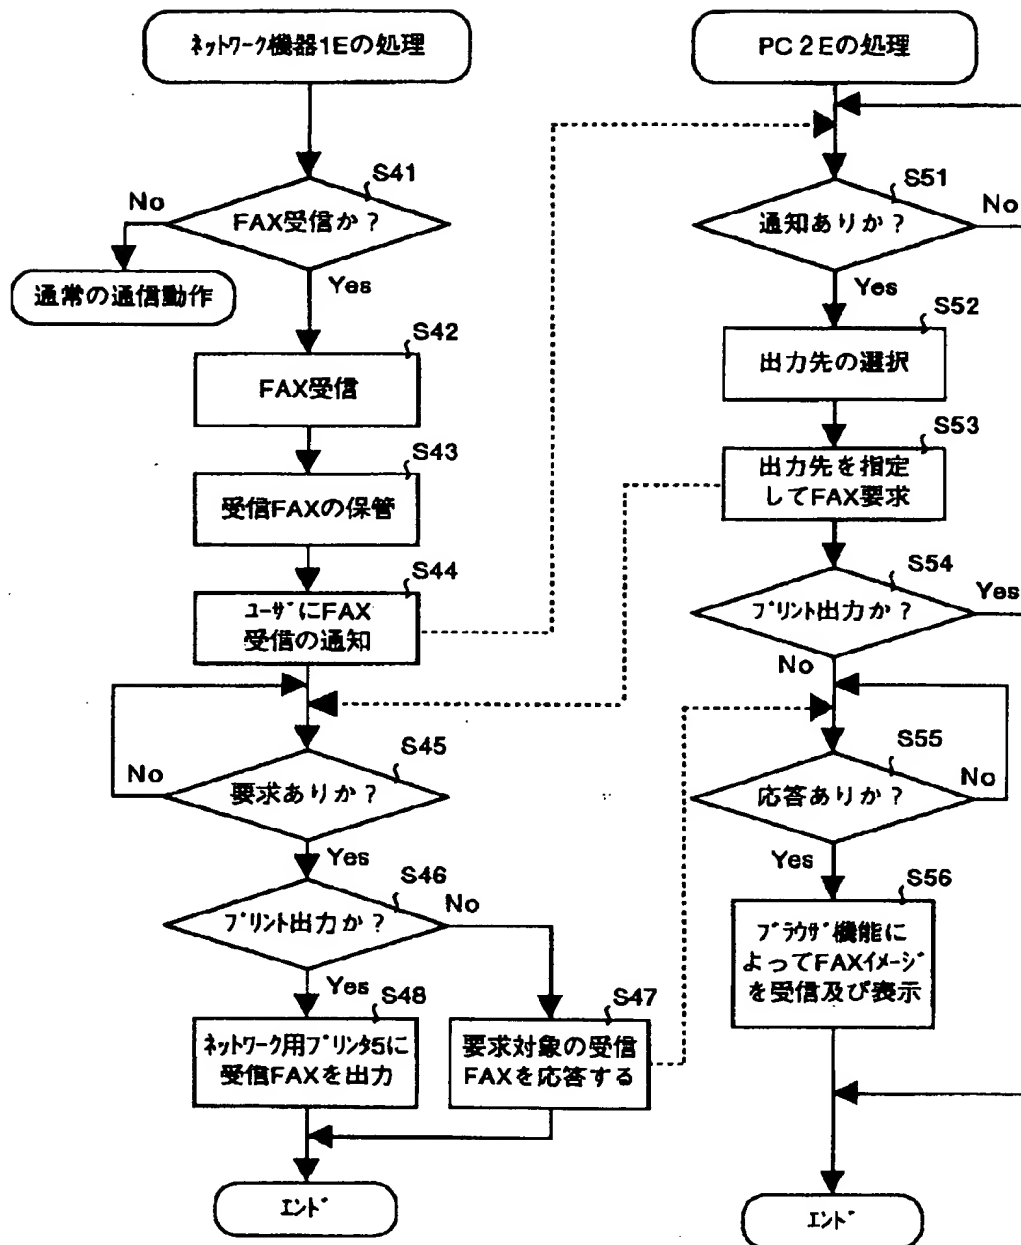 ネットワーク機器1Eの処理
S41
No
FAX受信か?
通常の通信動作
Yes
S42
FAX受信
S43
受信FAXの保管
S44
ユーザにFAX
受信の通知
S45
No
要求ありか?
Yes
S46
No
プリント出力か?
Yes
S48
ネットワーク用プリンタ5に
受信FAXを出力
S47
要求対象の受信
FAXを応答する
エンド
PC2Eの処理
S51
No
通知ありか?
Yes
S52
出力先の選択
S53
出力先を指定
してFAX要求
S54
Yes
プリント出力か?
No
S55
No
応答ありか?
Yes
S56
ブラウザ機能に
よってFAXイメージ
を受信及び表示
エンド